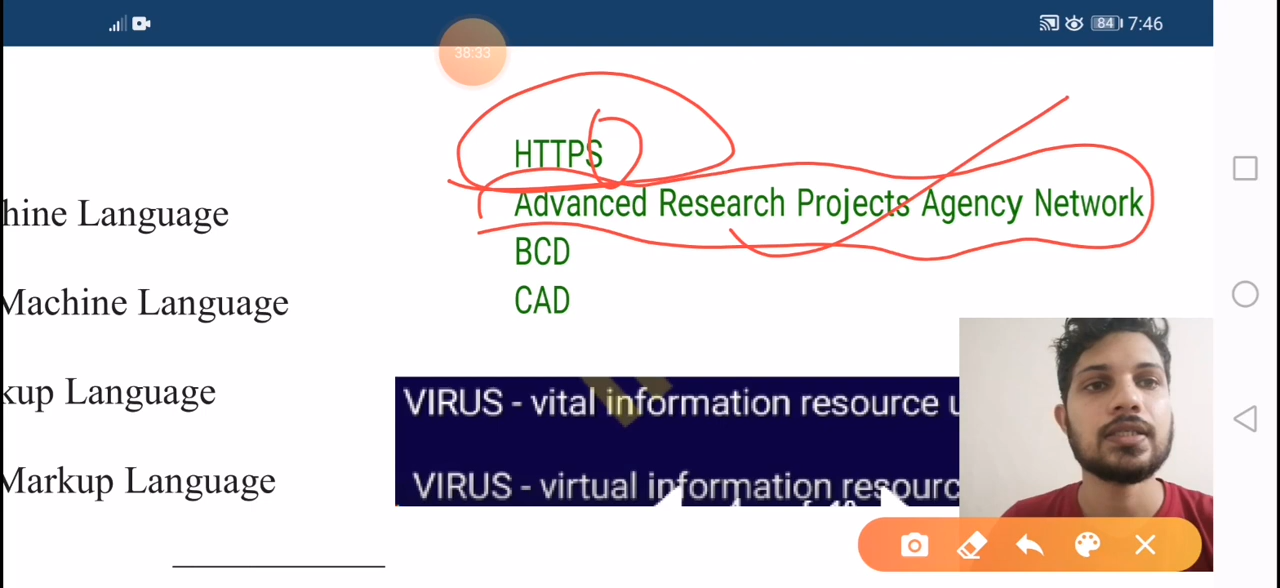 84 7:46
38:33
HTTPS
hine Language
Advanced Research Projects Agency Network
BCD
Machine Language
CAD
kup Language
VIRUS - vital information resource u
Markup Language
VIRUS - virtual information resourc